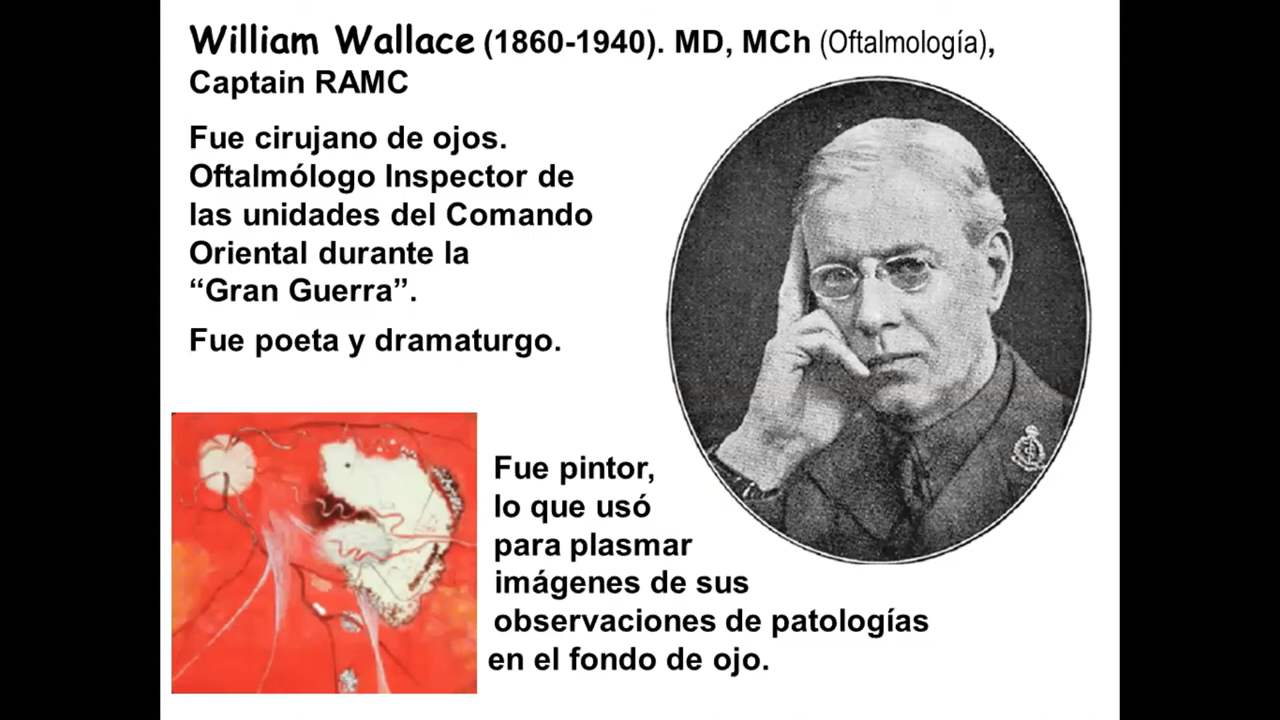 William Wallace (1860-1940). MD, MCh (Oftalmología),
Captain RAMC
Fue cirujano de ojos.
Oftalmólogo Inspector de
las unidades del Comando
Oriental durante la
“Gran Guerra”.
Fue poeta y dramaturgo.
Fue pintor,
lo que usó
para plasmar
imágenes de sus
observaciones de patologías
en el fondo de ojo.